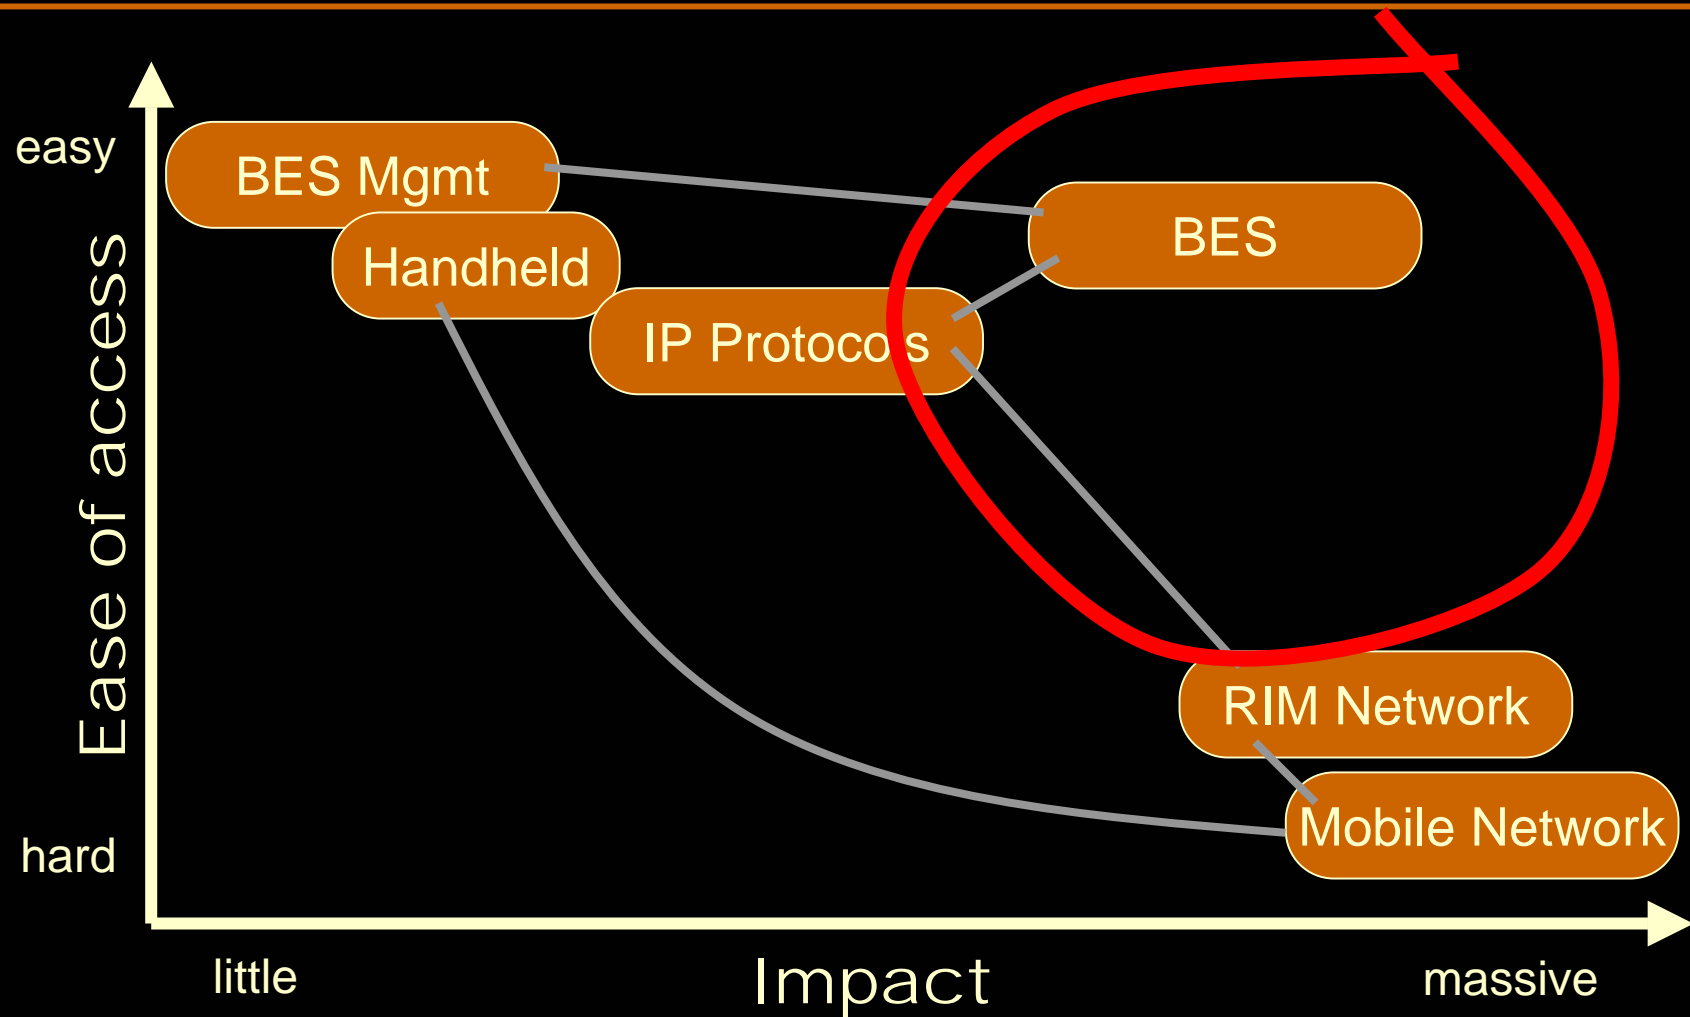 easy
BES Mgmt
BES
Handheld
IP Protocols
Ease of access
RIM Network
Mobile Network
hard
little
Impact
massive